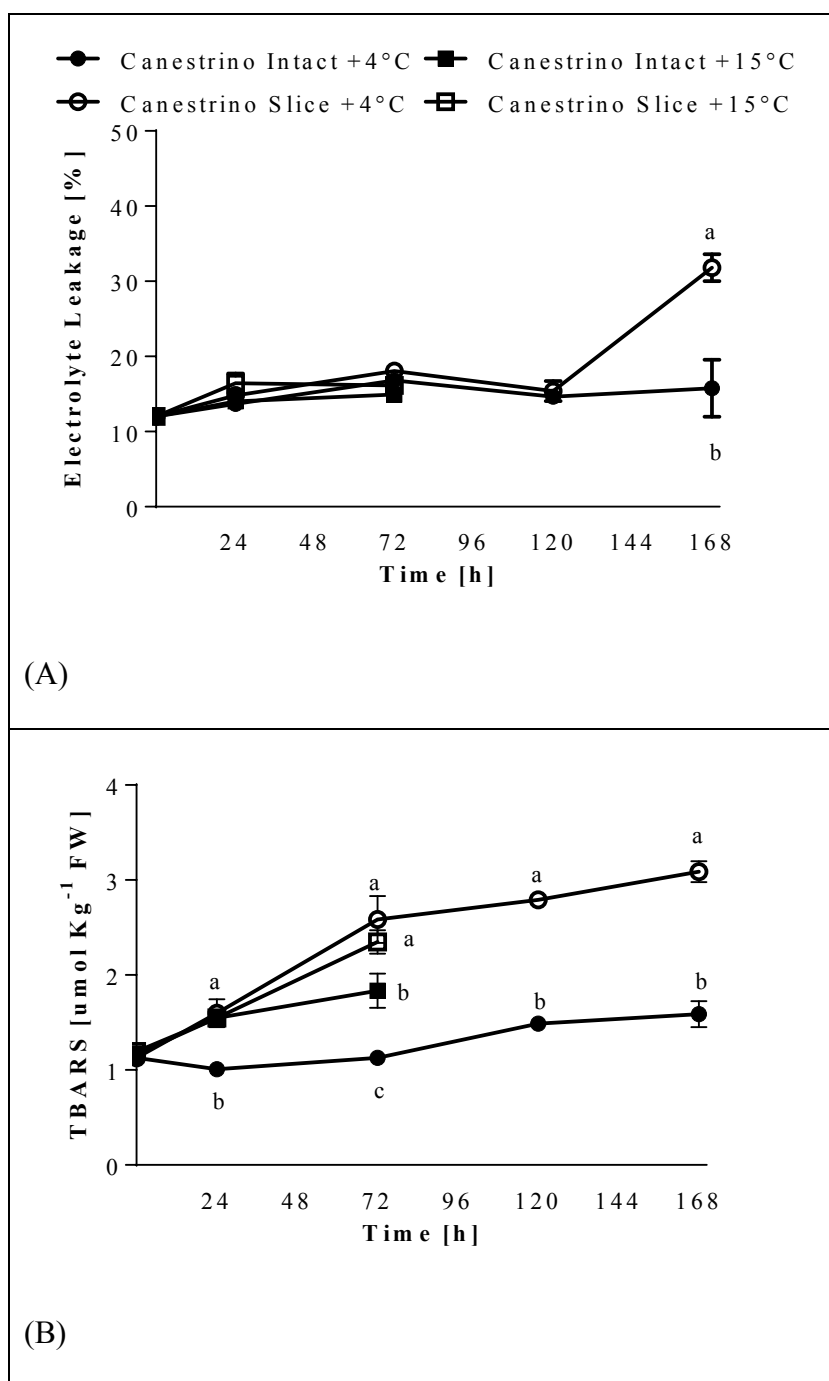 Canestrino Intact +4°C Canestrino Intact +15°C
Canestrino Slice +4°C Canestrino Slice +15°C
50
40
30
20
10
0
Electrolyte Leakage [%]
a
b
24 48 72 96 120 144 168
Time [h]
(A)
4
3
2
1
0
TBARS [umol Kg-1 FW]
a
a
a
a
a
b
b
b
b
c
24 48 72 96 120 144 168
Time [h]
(B)